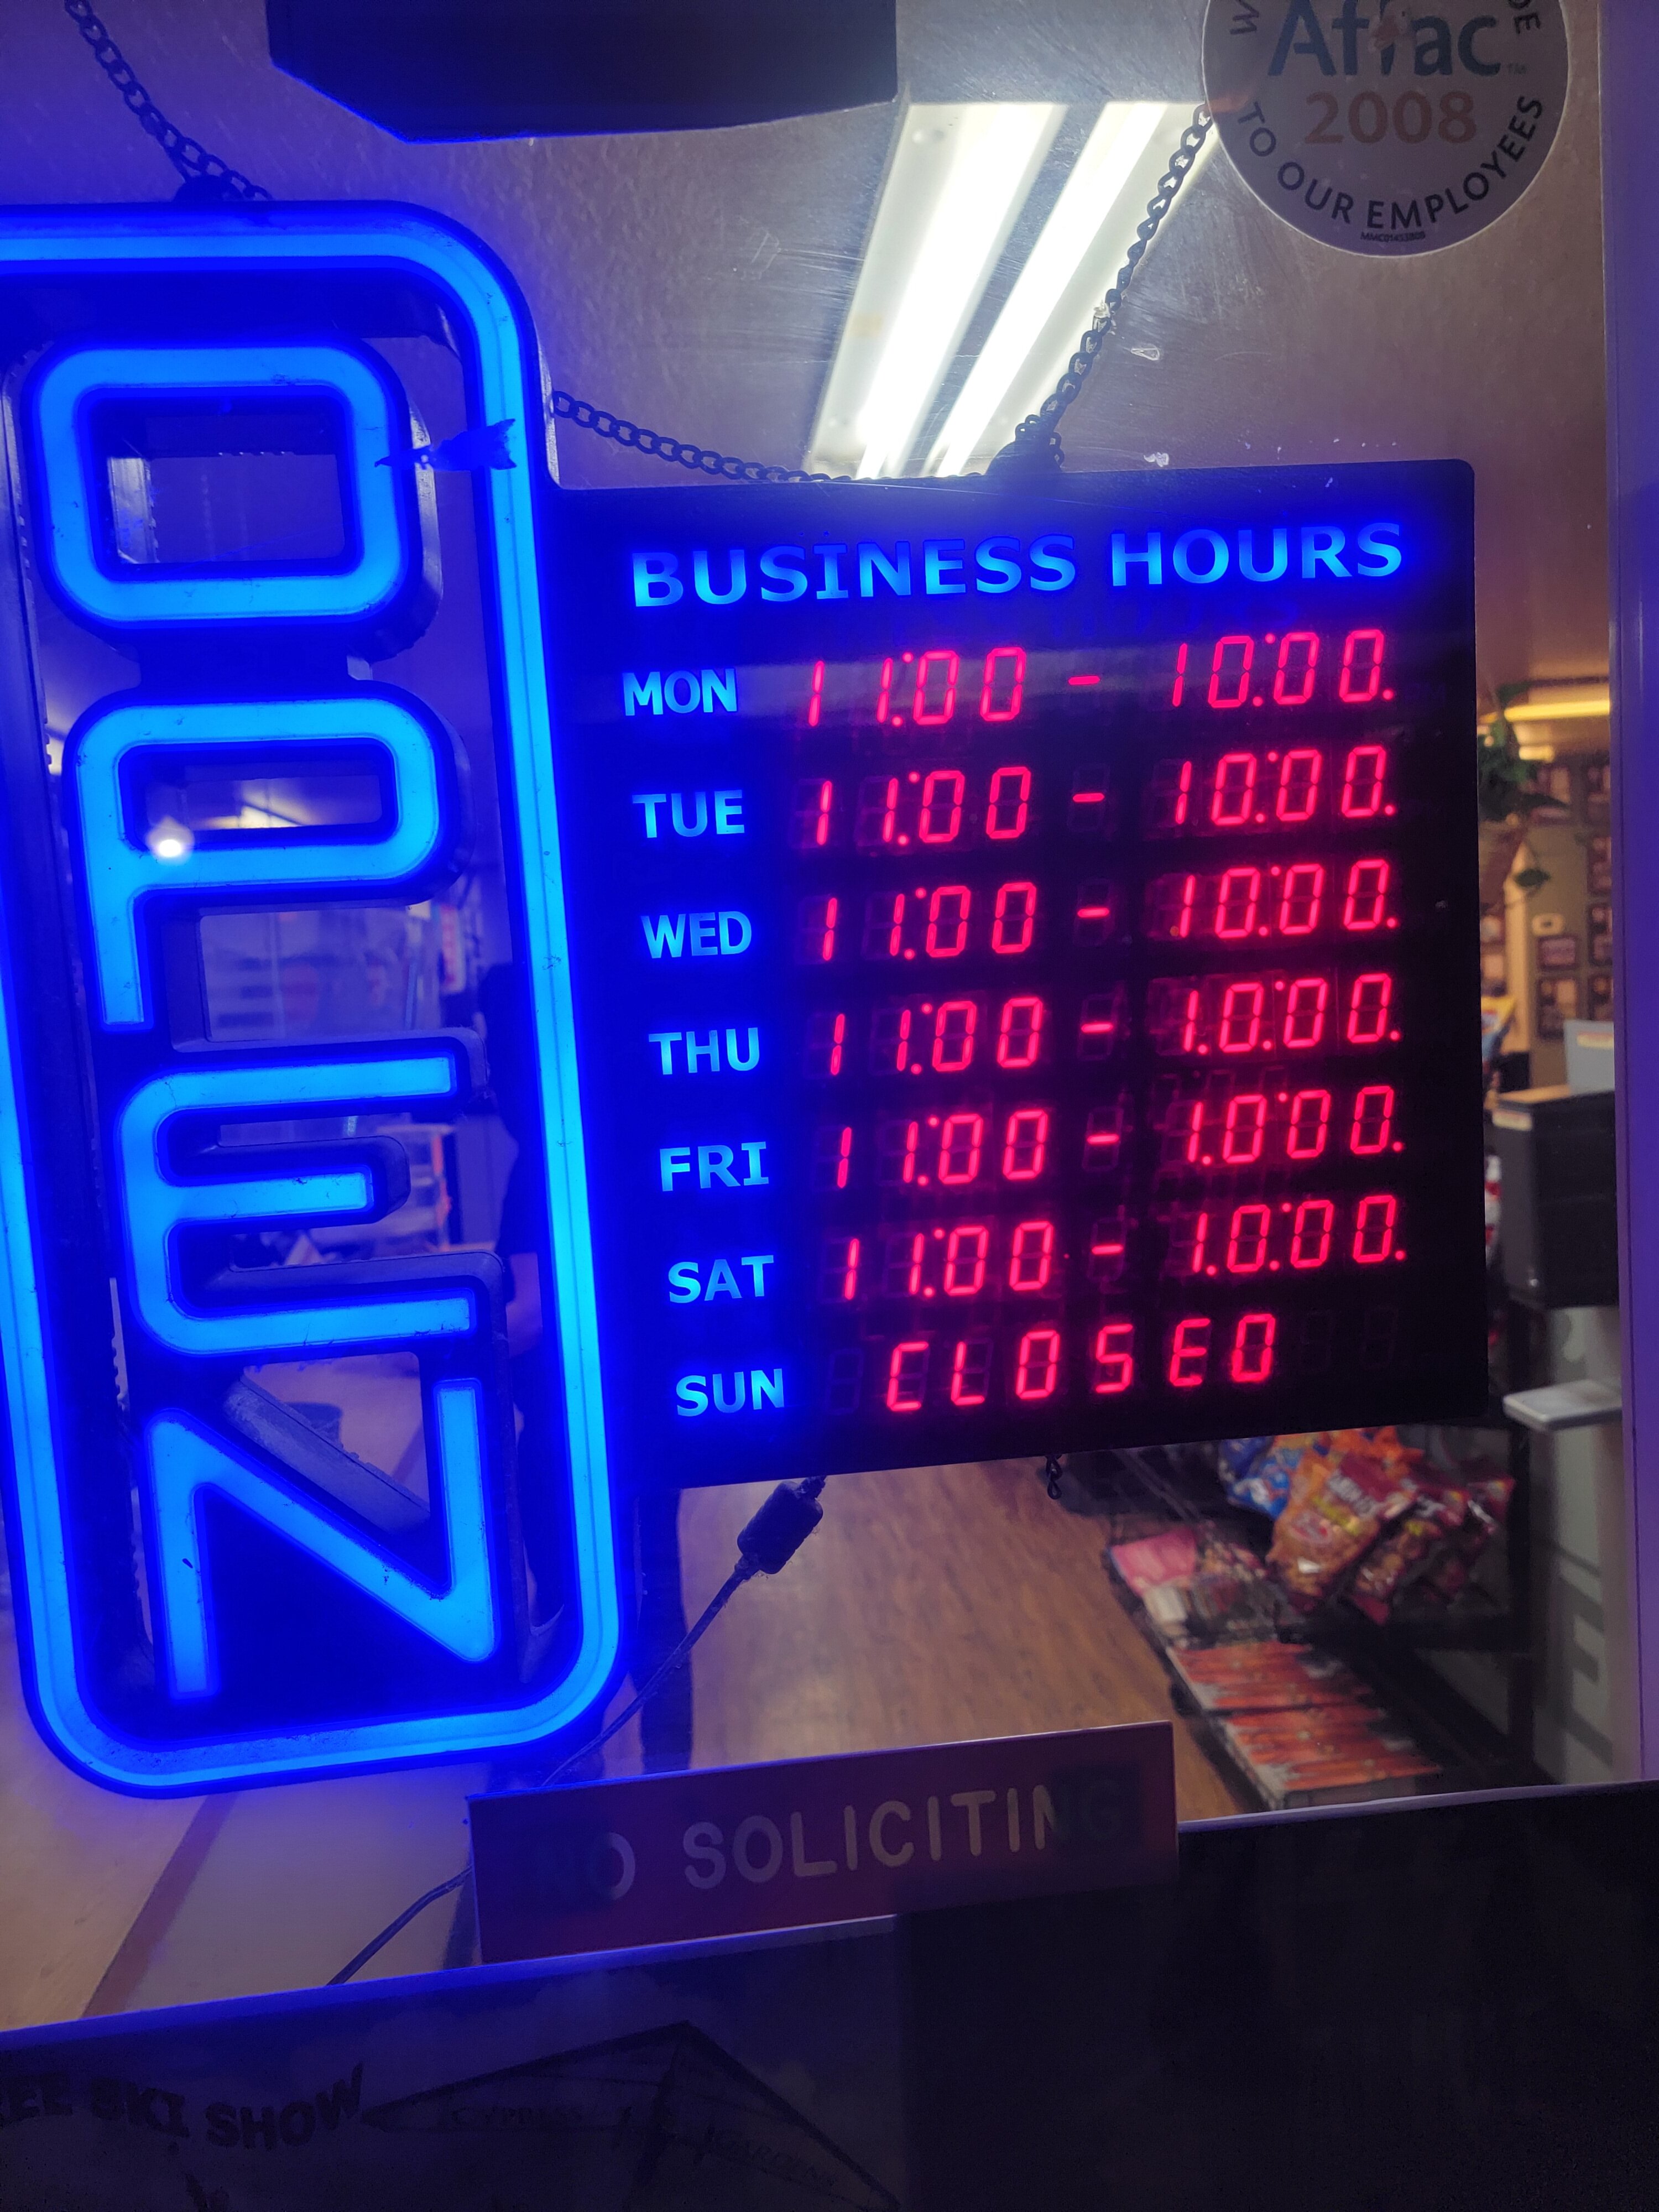 Aflac
2008
TO OUR EMPLOYEES
OPEN
BUSINESS HOURS
MON 11:00 - 10:00
TUE 11:00 - 10:00
WED 11:00 - 10:00
THU 11:00 - 10:00
FRI 11:00 - 10:00
SAT 11:00 - 10:00
SUN CLOSED
NO SOLICITING
SKI SHOW
CYPRESS